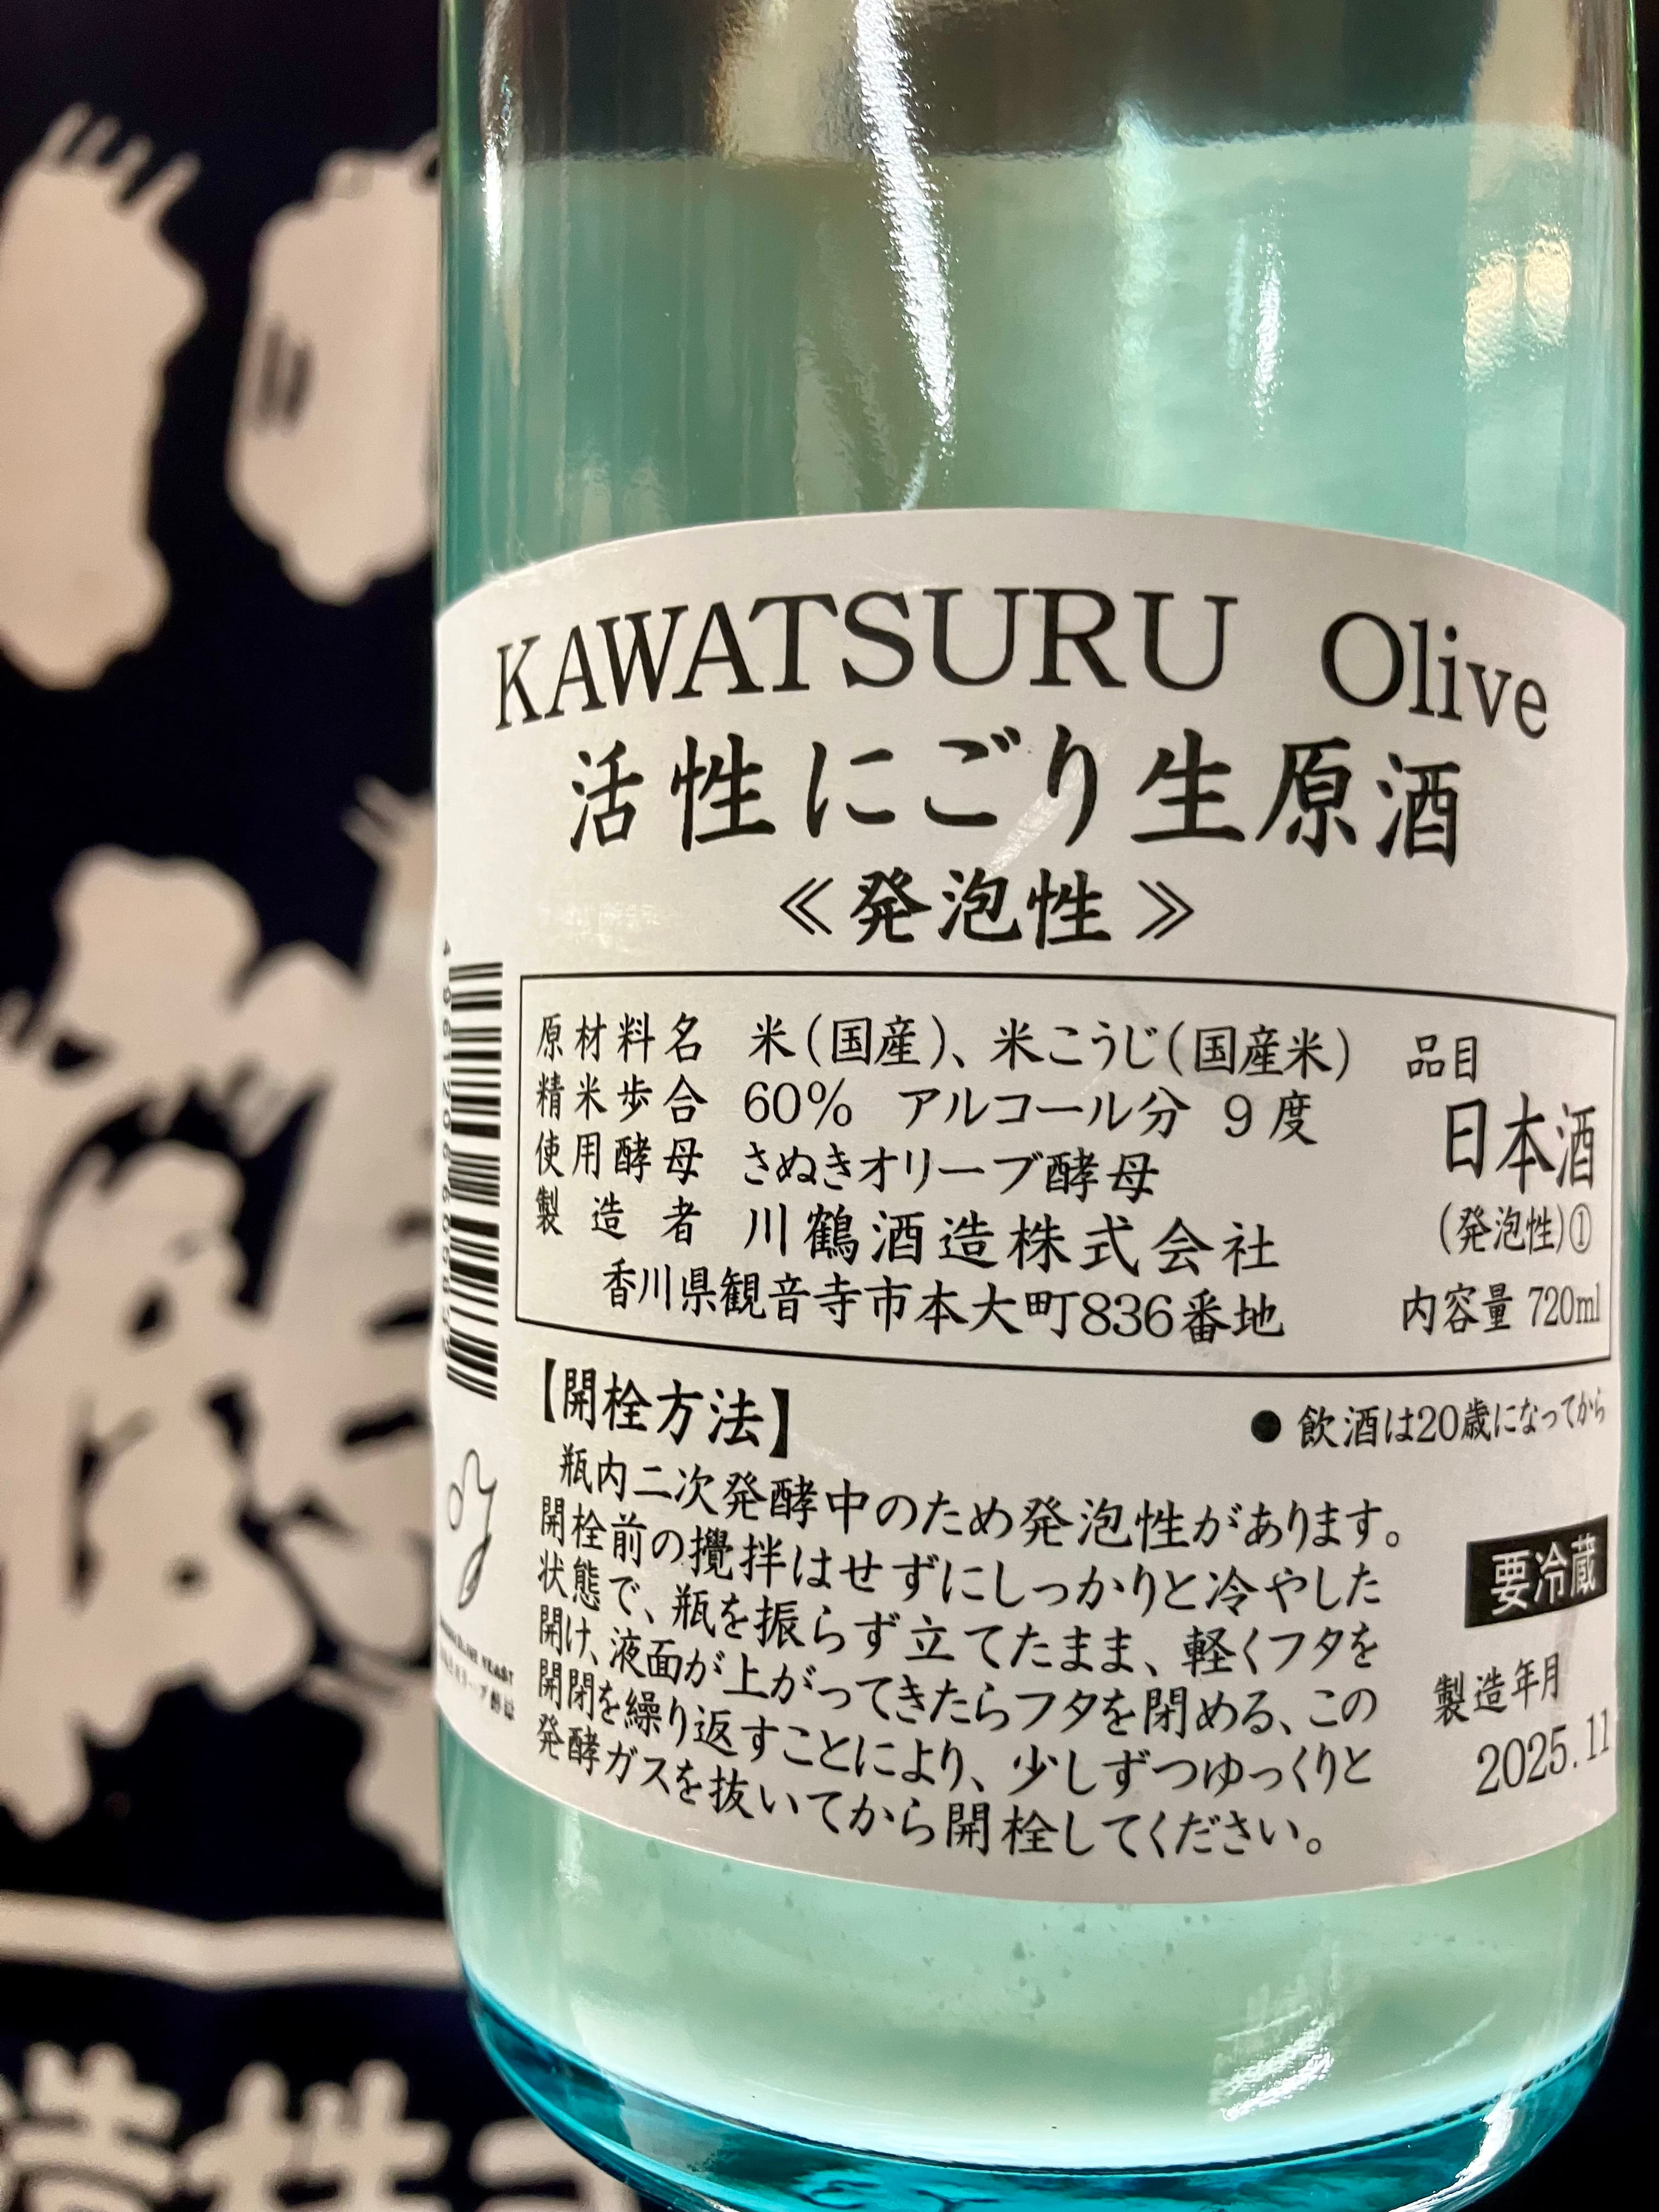 KAWATSURU Olive
活性にごり生原酒
≪発泡性≫
原材料名 米(国産)、米こうじ(国産米)
精米歩合 60% アルコール分 9度
使用酵母 さぬきオリーブ酵母
製造者 川鶴酒造株式会社
香川県観音寺市本大町836番地
品目
日本酒
(発泡性)①
内容量 720ml
【開栓方法】
●飲酒は20歳になってから
瓶内二次発酵中のため発泡性があります。
開栓前の攪拌はせずにしっかりと冷やした
状態で、瓶を振らず立てたまま、軽くフタを
開け、液面が上がってきたらフタを閉める、この
開閉を繰り返すことにより、少しずつゆっくりと
発酵ガスを抜いてから開栓してください。
要冷蔵
製造年月
2025.11